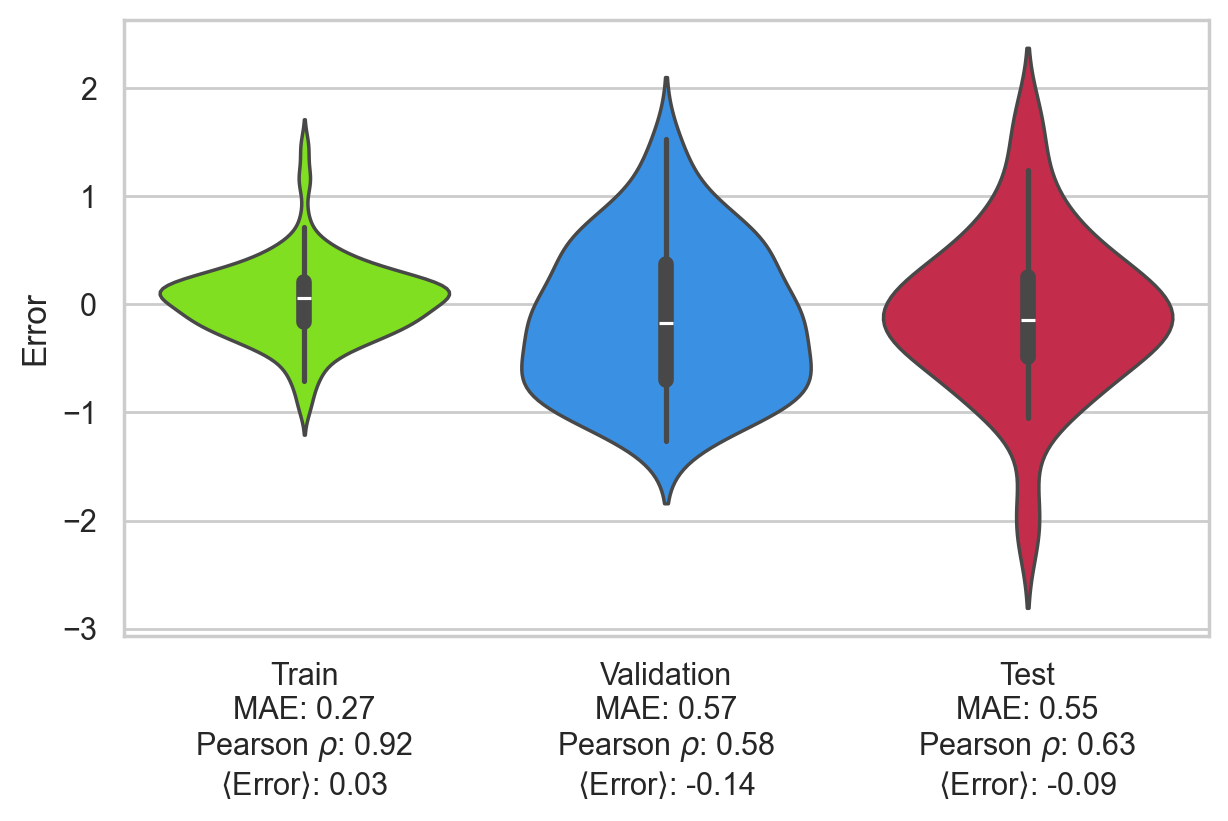 2
1
0
−1
−2
−3
Error
Train
MAE: 0.27
Pearson ρ: 0.92
⟨Error⟩: 0.03
Validation
MAE: 0.57
Pearson ρ: 0.58
⟨Error⟩: -0.14
Test
MAE: 0.55
Pearson ρ: 0.63
⟨Error⟩: -0.09